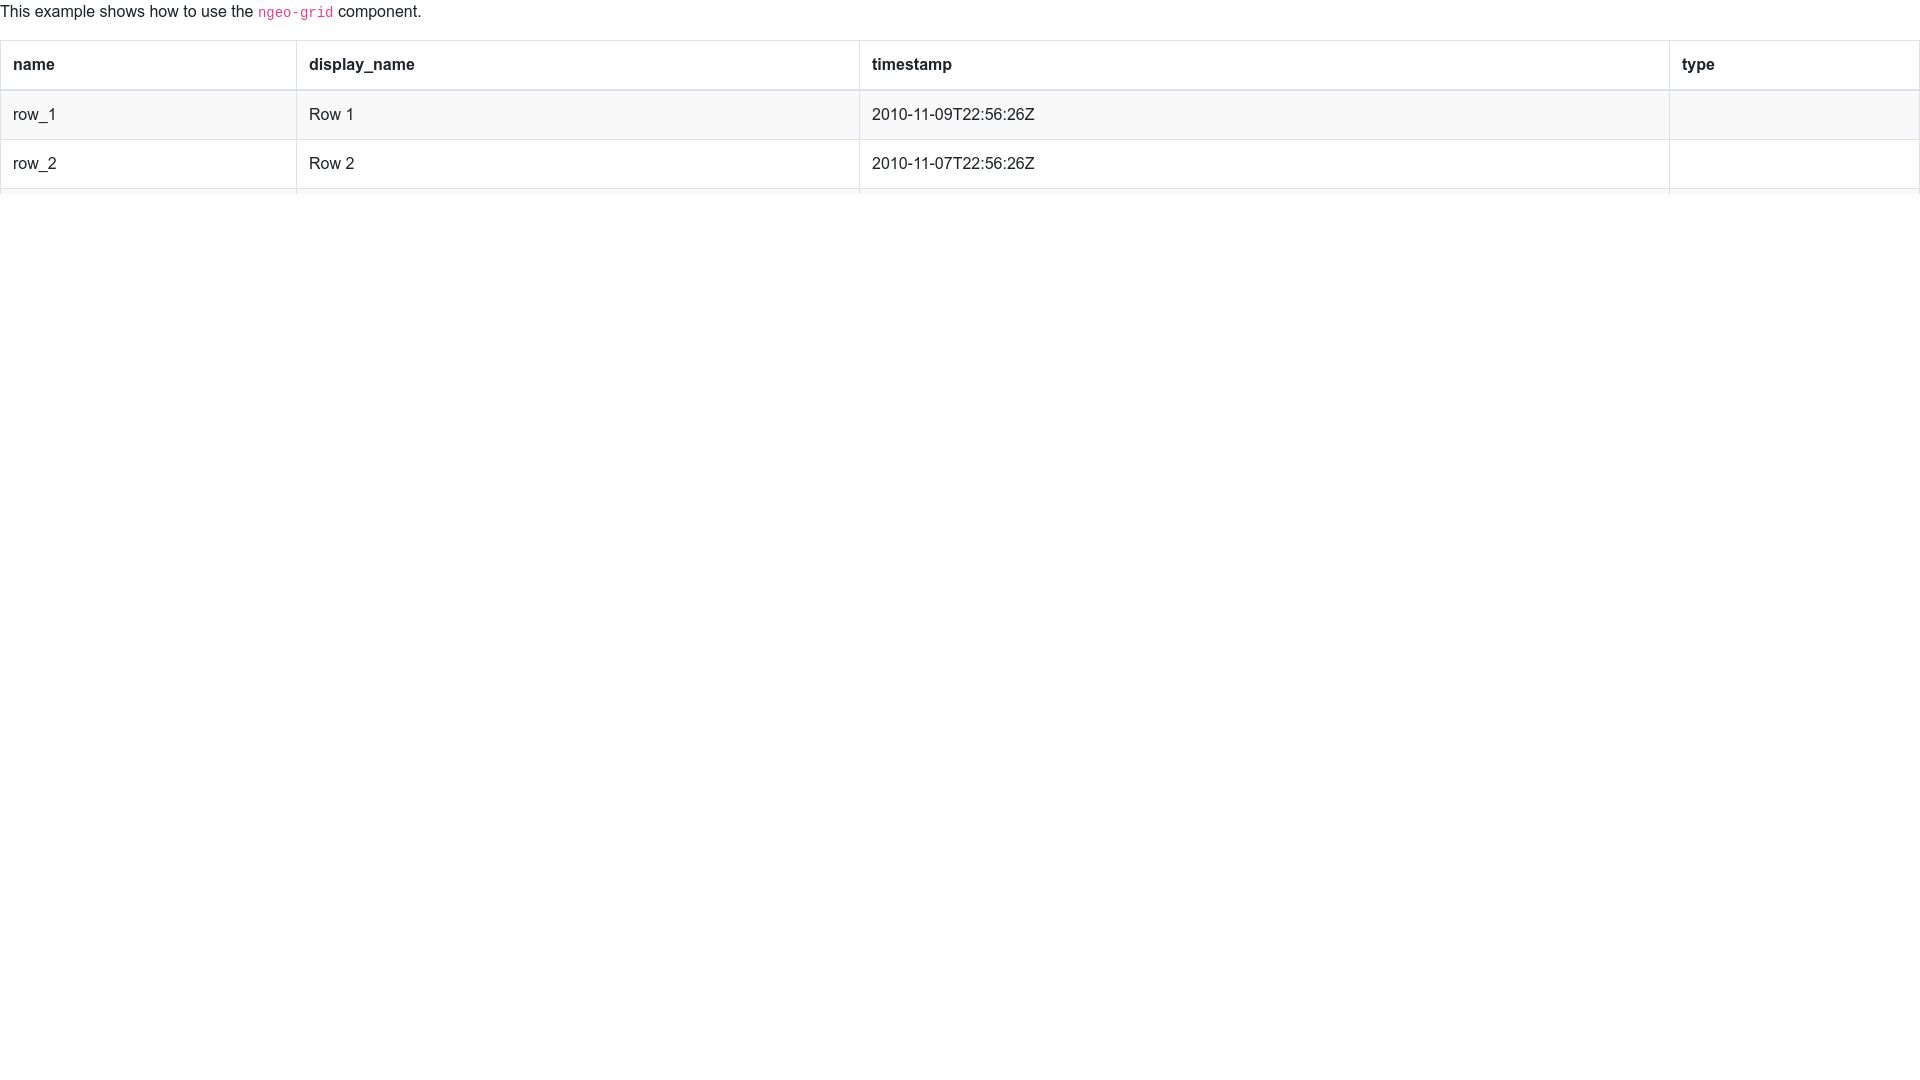 This example shows how to use the ngeo-grid component.
name display_name timestamp type
row_1 Row 1 2010-11-09T22:56:26Z
row_2 Row 2 2010-11-07T22:56:26Z